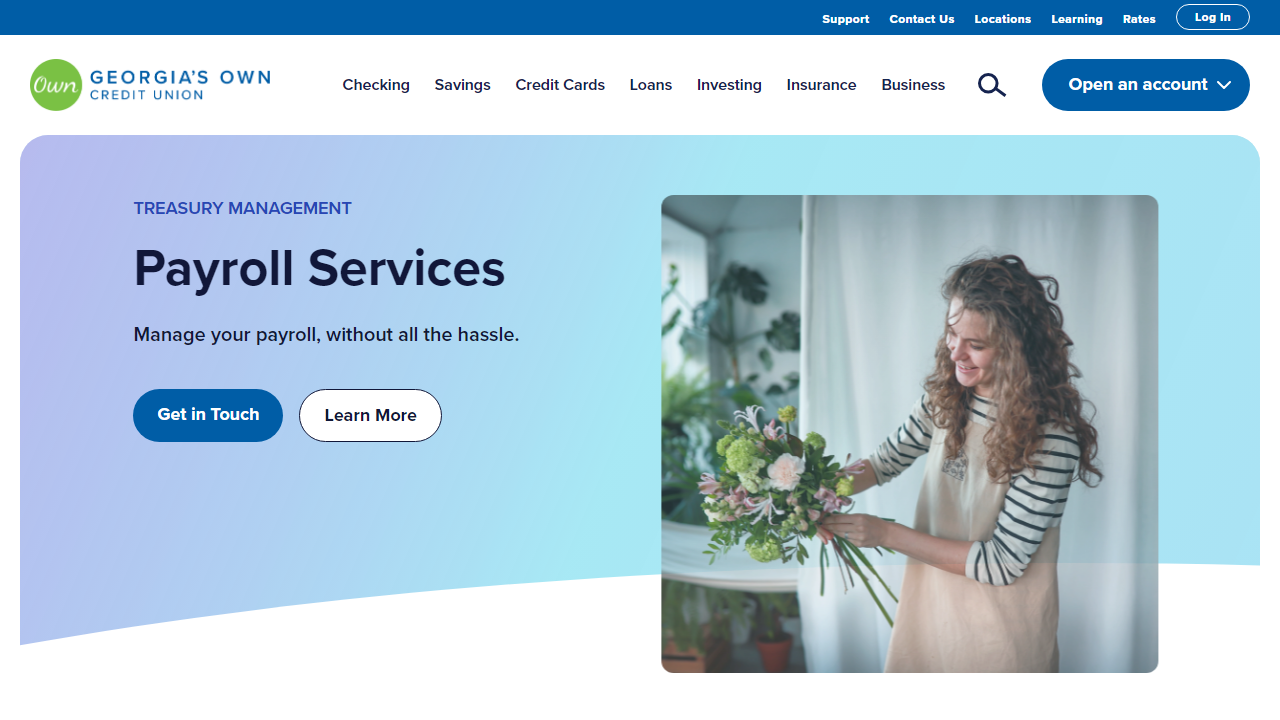 Support Contact Us Locations Learning Rates Log In
Own GEORGIA'S OWN
CREDIT UNION
Checking Savings Credit Cards Loans Investing Insurance Business Open an account
TREASURY MANAGEMENT
Payroll Services
Manage your payroll, without all the hassle.
Get in Touch Learn More